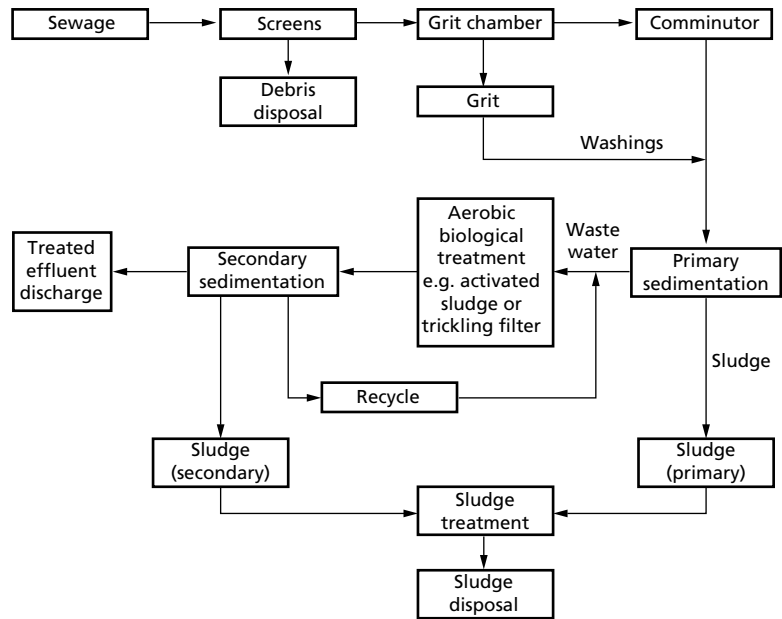 Sewage
Screens
Grit chamber
Comminutor
Debris
disposal
Grit
Washings
Treated
effluent
discharge
Secondary
sedimentation
Aerobic
biological
treatment
e.g. activated
sludge or
trickling filter
Waste
water
Primary
sedimentation
Sludge
Recycle
Sludge
(secondary)
Sludge
(primary)
Sludge
treatment
Sludge
disposal